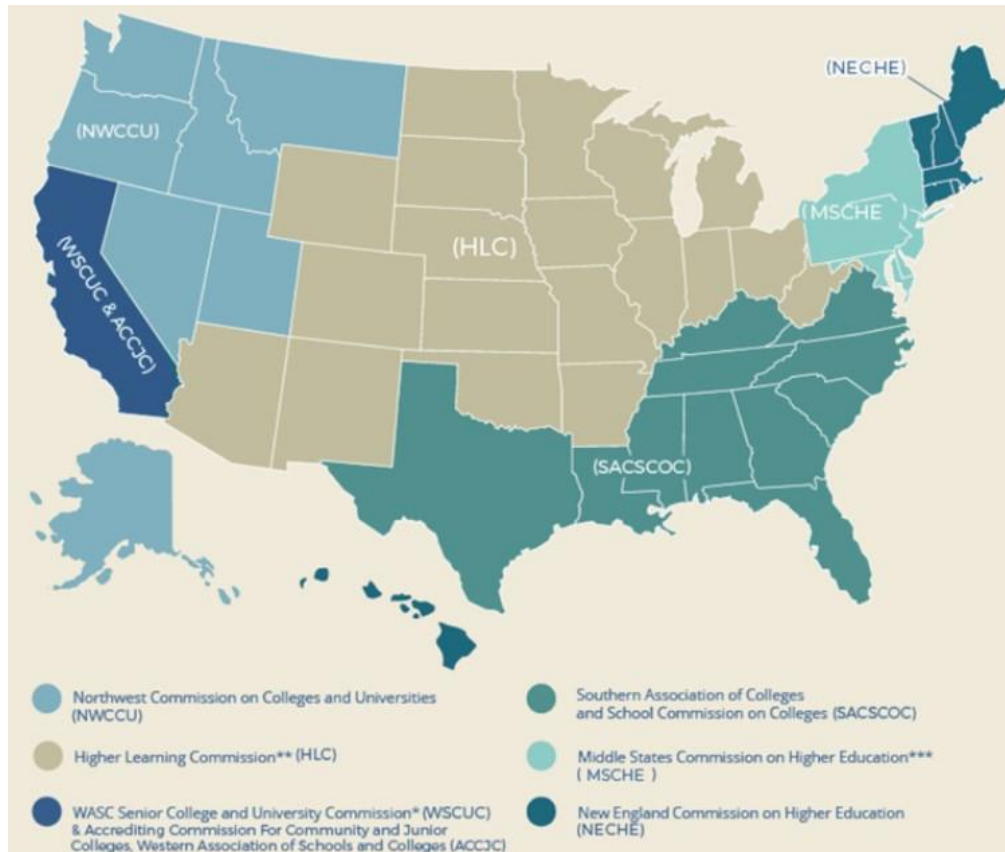 (NECHE)
(NWCCU)
(MSCHE )
(HLC)
(WSCUC & ACCJC)
(SACSCOC)
Northwest Commission on Colleges and Universities
(NWCCU)
Higher Learning Commission** (HLC)
WASC Senior College and University Commission* (WSCUC)
& Accrediting Commission For Community and Junior
Colleges, Western Association of Schools and Colleges (ACCJC)
Southern Association of Colleges
and School Commission on Colleges (SACSCOC)
Middle States Commission on Higher Education***
( MSCHE )
New England Commission on Higher Education
(NECHE)